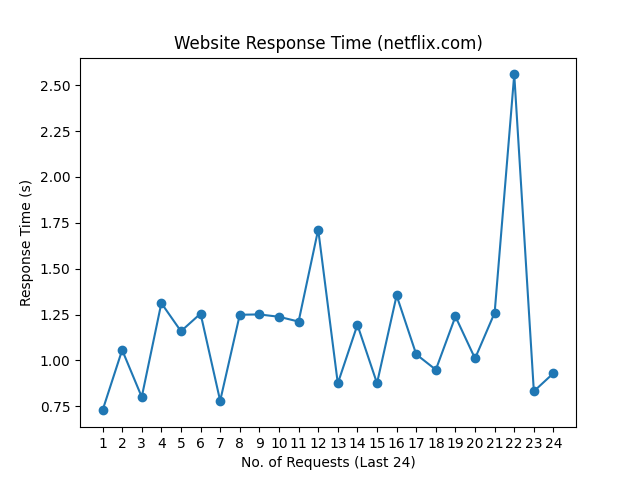 Website Response Time (netflix.com)
Response Time (s)
2.50
2.25
2.00
1.75
1.50
1.25
1.00
0.75
1 2 3 4 5 6 7 8 9 10 11 12 13 14 15 16 17 18 19 20 21 22 23 24
No. of Requests (Last 24)